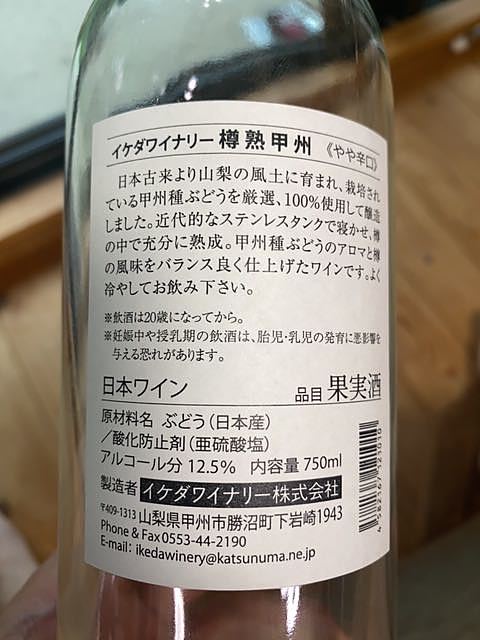 イケダワイナリー 樽熟甲州 《やや辛口》
日本古来より山梨の風土に育まれ、栽培され
ている甲州種ぶどうを厳選、100%使用して醸造
しました。近代的なステンレスタンクで寝かせ、樽
の中で充分に熟成。甲州種ぶどうのアロマと樽
の風味をバランス良く仕上げたワインです。よく
冷やしてお飲み下さい。
※飲酒は20歳になってから。
※妊娠中や授乳期の飲酒は、胎児・乳児の発育に悪影響を
与える恐れがあります。
日本ワイン 品目 果実酒
原材料名 ぶどう(日本産)
/酸化防止剤(亜硫酸塩)
アルコール分 12.5% 内容量 750ml
製造者 イケダワイナリー株式会社
〒409-1313 山梨県甲州市勝沼町下岩崎1943
Phone & Fax 0553-44-2190
E-mail: ikedawinery@katsunuma.ne.jp
4 582167 121010